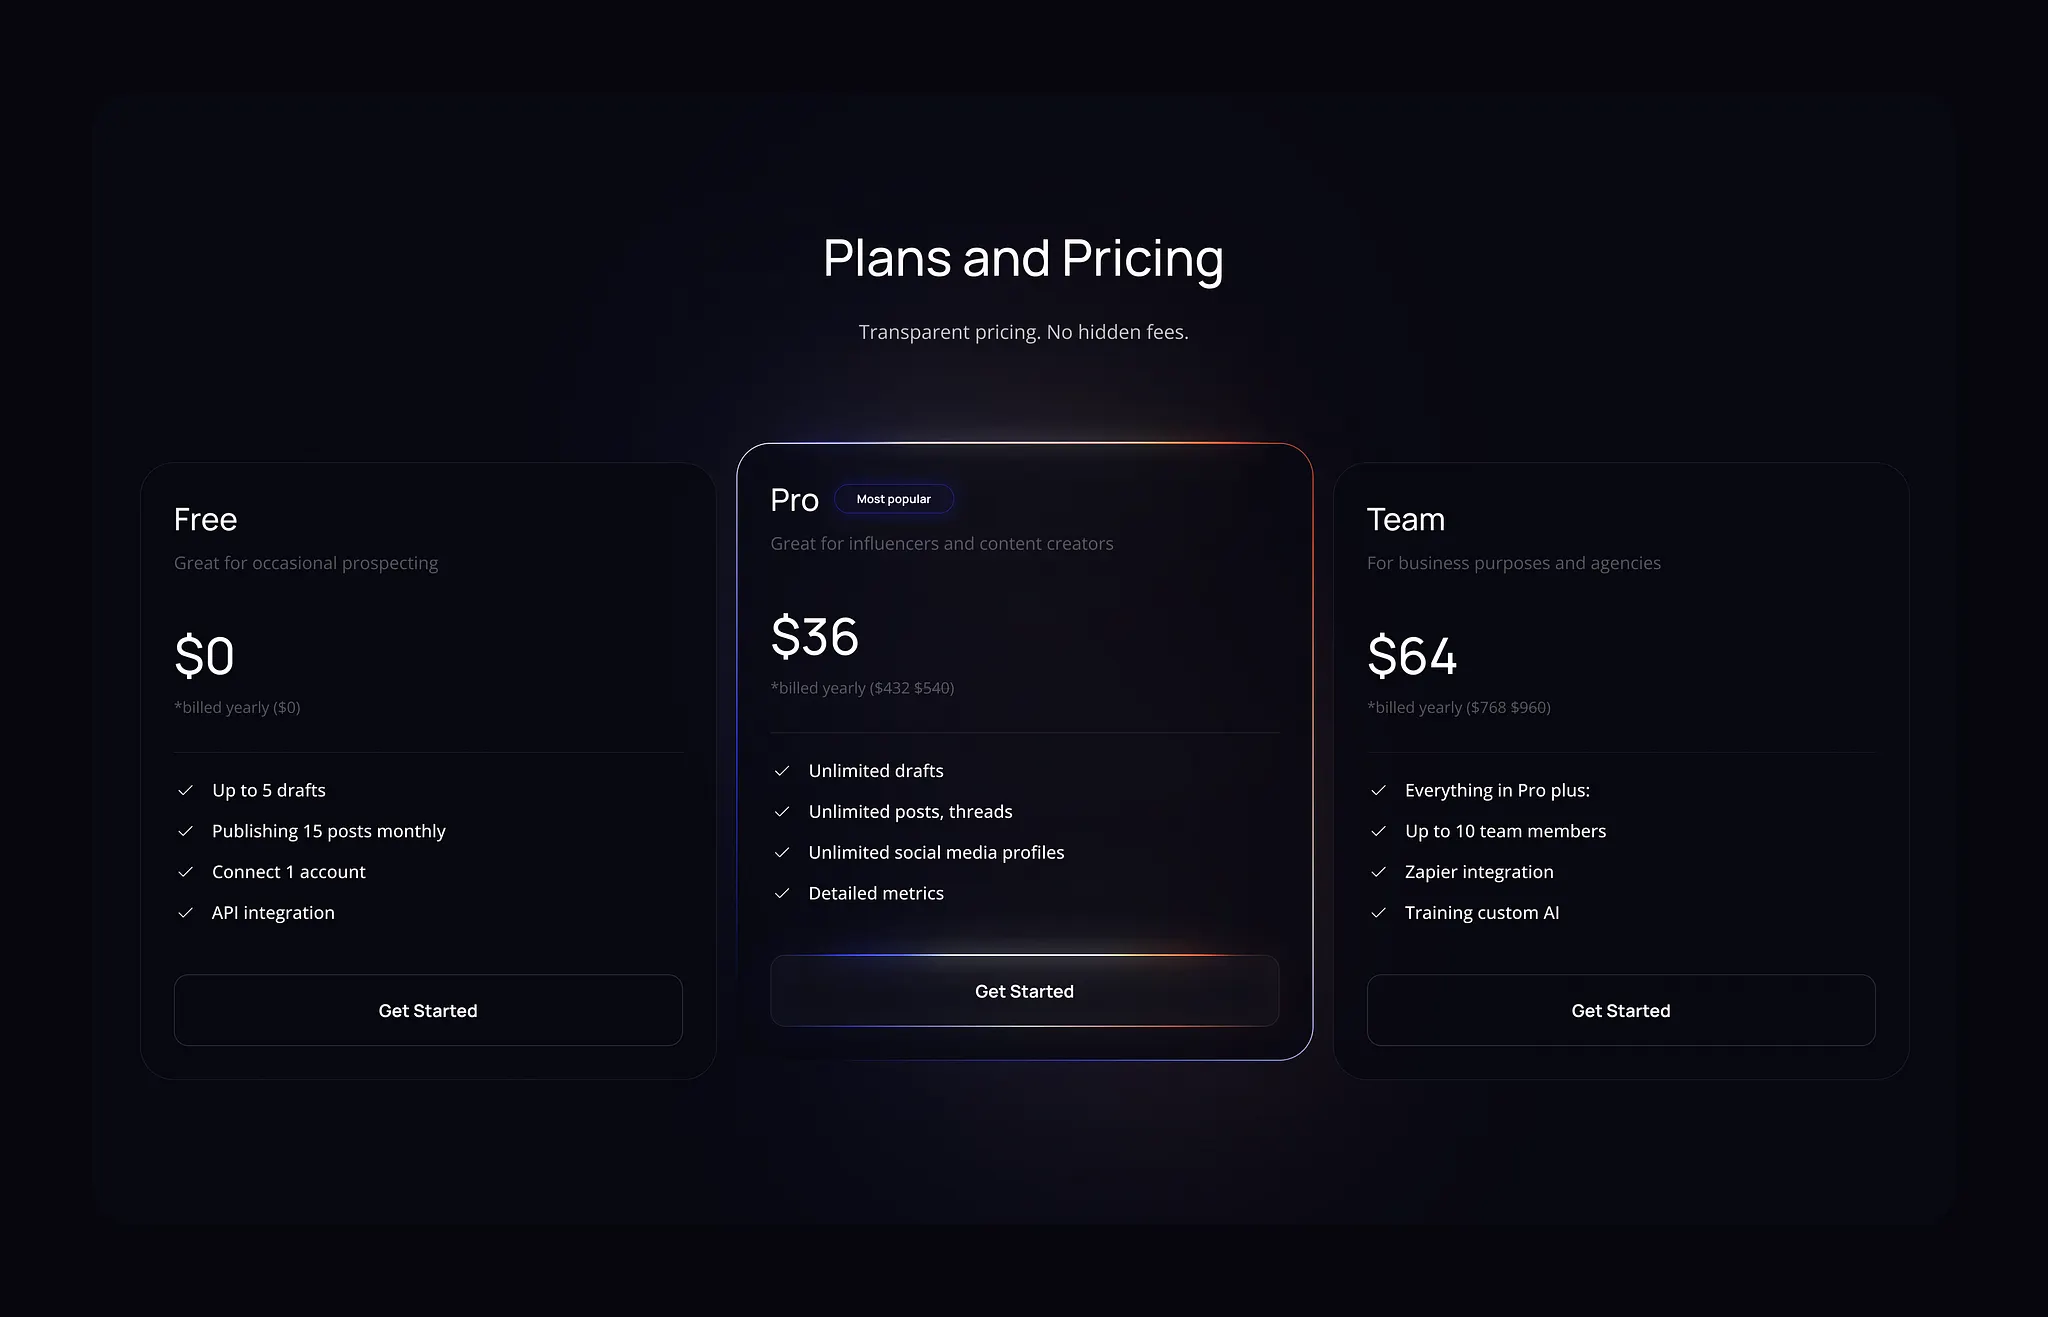 Plans and Pricing
Transparent pricing. No hidden fees.
Free
Great for occasional prospecting
$0
*billed yearly ($0)
Up to 5 drafts
Publishing 15 posts monthly
Connect 1 account
API integration
Get Started
Pro
Most popular
Great for influencers and content creators
$36
*billed yearly ($432 $540)
Unlimited drafts
Unlimited posts, threads
Unlimited social media profiles
Detailed metrics
Get Started
Team
For business purposes and agencies
$64
*billed yearly ($768 $960)
Everything in Pro plus:
Up to 10 team members
Zapier integration
Training custom AI
Get Started